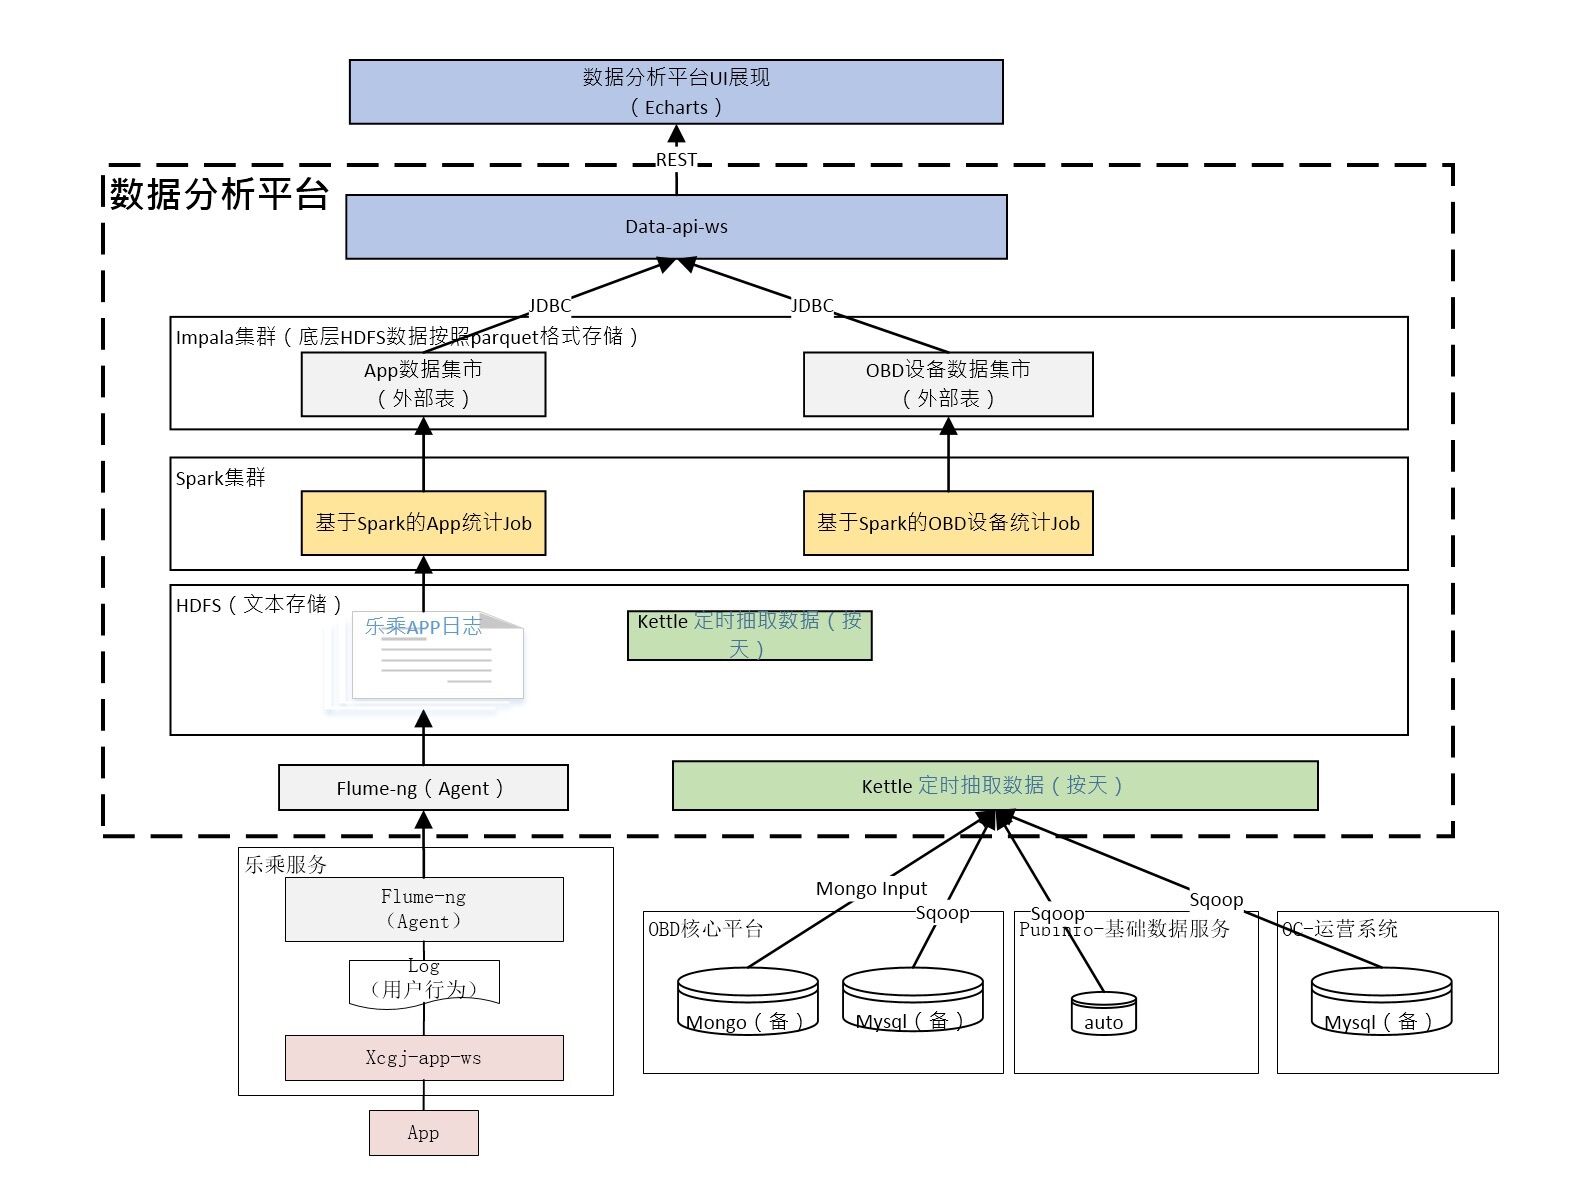 数据分析平台UI展现
（Echarts）
REST
数据分析平台
Data-api-ws
JDBC
JDBC
Impala集群（底层HDFS数据按照parquet格式存储）
App数据集市
（外部表）
OBD设备数据集市
（外部表）
Spark集群
基于Spark的App统计Job
基于Spark的OBD设备统计Job
HDFS（文本存储）
乐乘APP日志
Kettle 定时抽取数据（按
天）
Flume-ng（Agent）
Kettle 定时抽取数据（按天）
乐乘服务
Flume-ng
（Agent）
Log
（用户行为）
Xcgj-app-ws
App
Mongo Input
Sqoop
Sqoop
Sqoop
OBD核心平台
Mongo（备）
Mysql（备）
Pubinfo-基础数据服务
auto
OC-运营系统
Mysql（备）